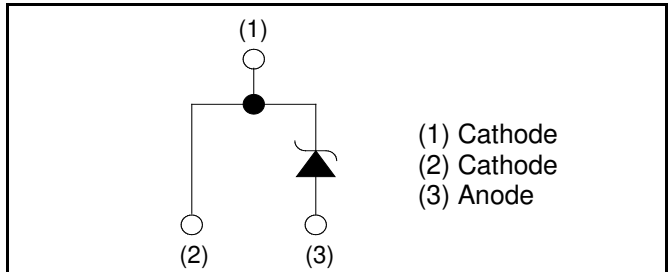 (1)
(1) Cathode
(2) Cathode
(3) Anode
(2) (3)